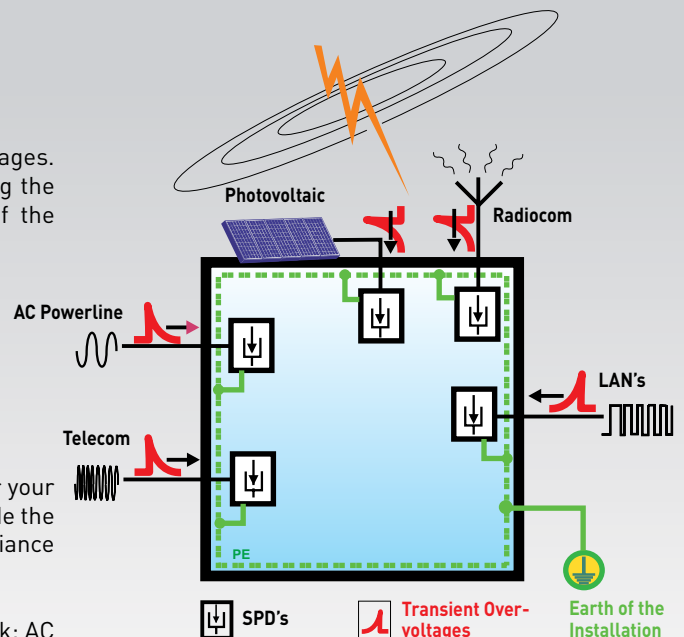 ages.
g the
f the
Photovoltaic
Radiocom
AC Powerline
LAN's
Telecom
r your
le the
iance
PE
k: AC
SPD's
Transient Over-
voltages
Earth of the
Installation